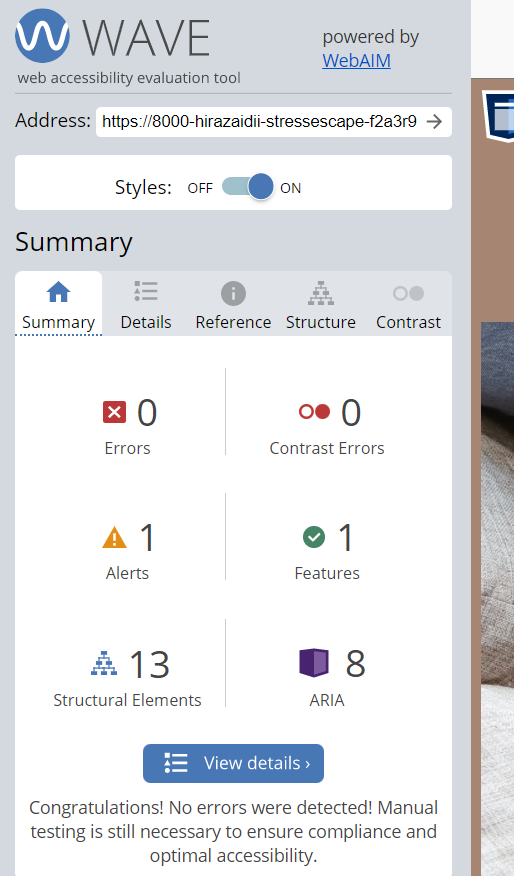 WAVE
web accessibility evaluation tool
powered by
WebAIM
Address: https://8000-hirazaidii-stressescape-f2a3r9
Styles: OFF ON
Summary
Summary Details Reference Structure Contrast
0 0
Errors Contrast Errors
1 1
Alerts Features
13 8
Structural Elements ARIA
View details ›
Congratulations! No errors were detected! Manual
testing is still necessary to ensure compliance and
optimal accessibility.